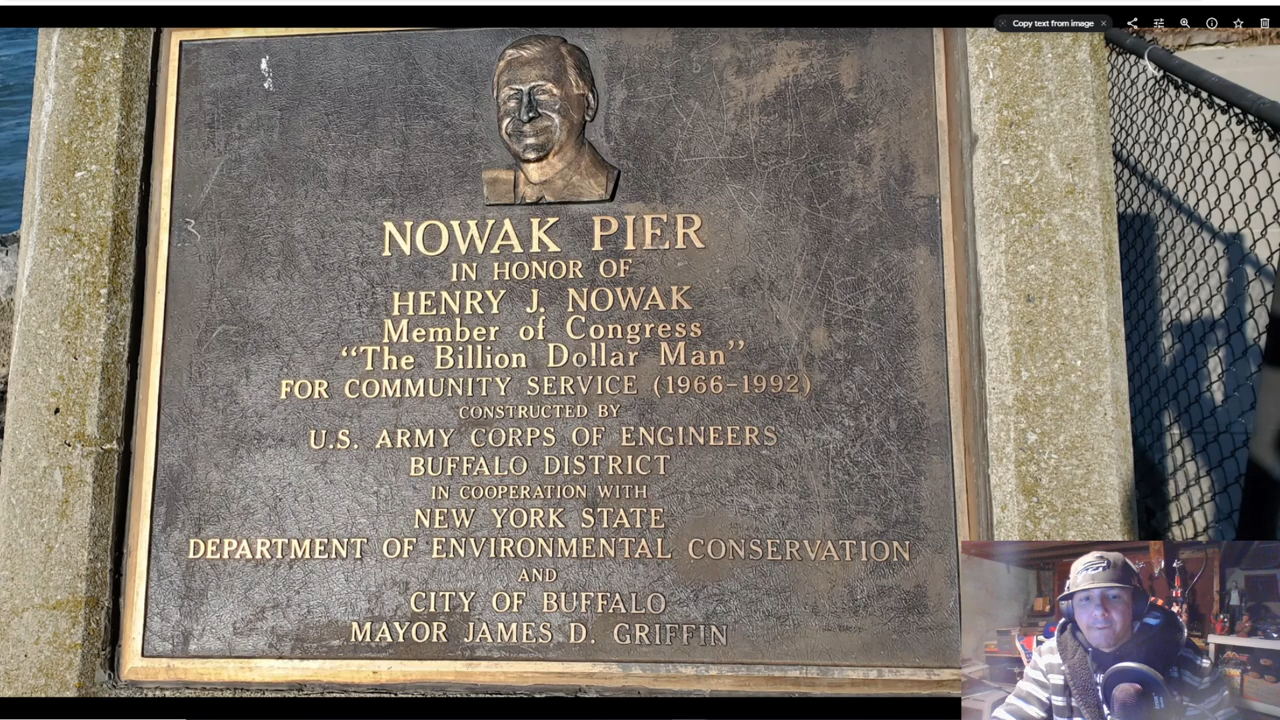 Copy text from image
NOWAK PIER
IN HONOR OF
HENRY J. NOWAK
Member of Congress
“The Billion Dollar Man”
FOR COMMUNITY SERVICE (1966-1992)
CONSTRUCTED BY
U.S. ARMY CORPS OF ENGINEERS
BUFFALO DISTRICT
IN COOPERATION WITH
NEW YORK STATE
DEPARTMENT OF ENVIRONMENTAL CONSERVATION
AND
CITY OF BUFFALO
MAYOR JAMES D. GRIFFIN